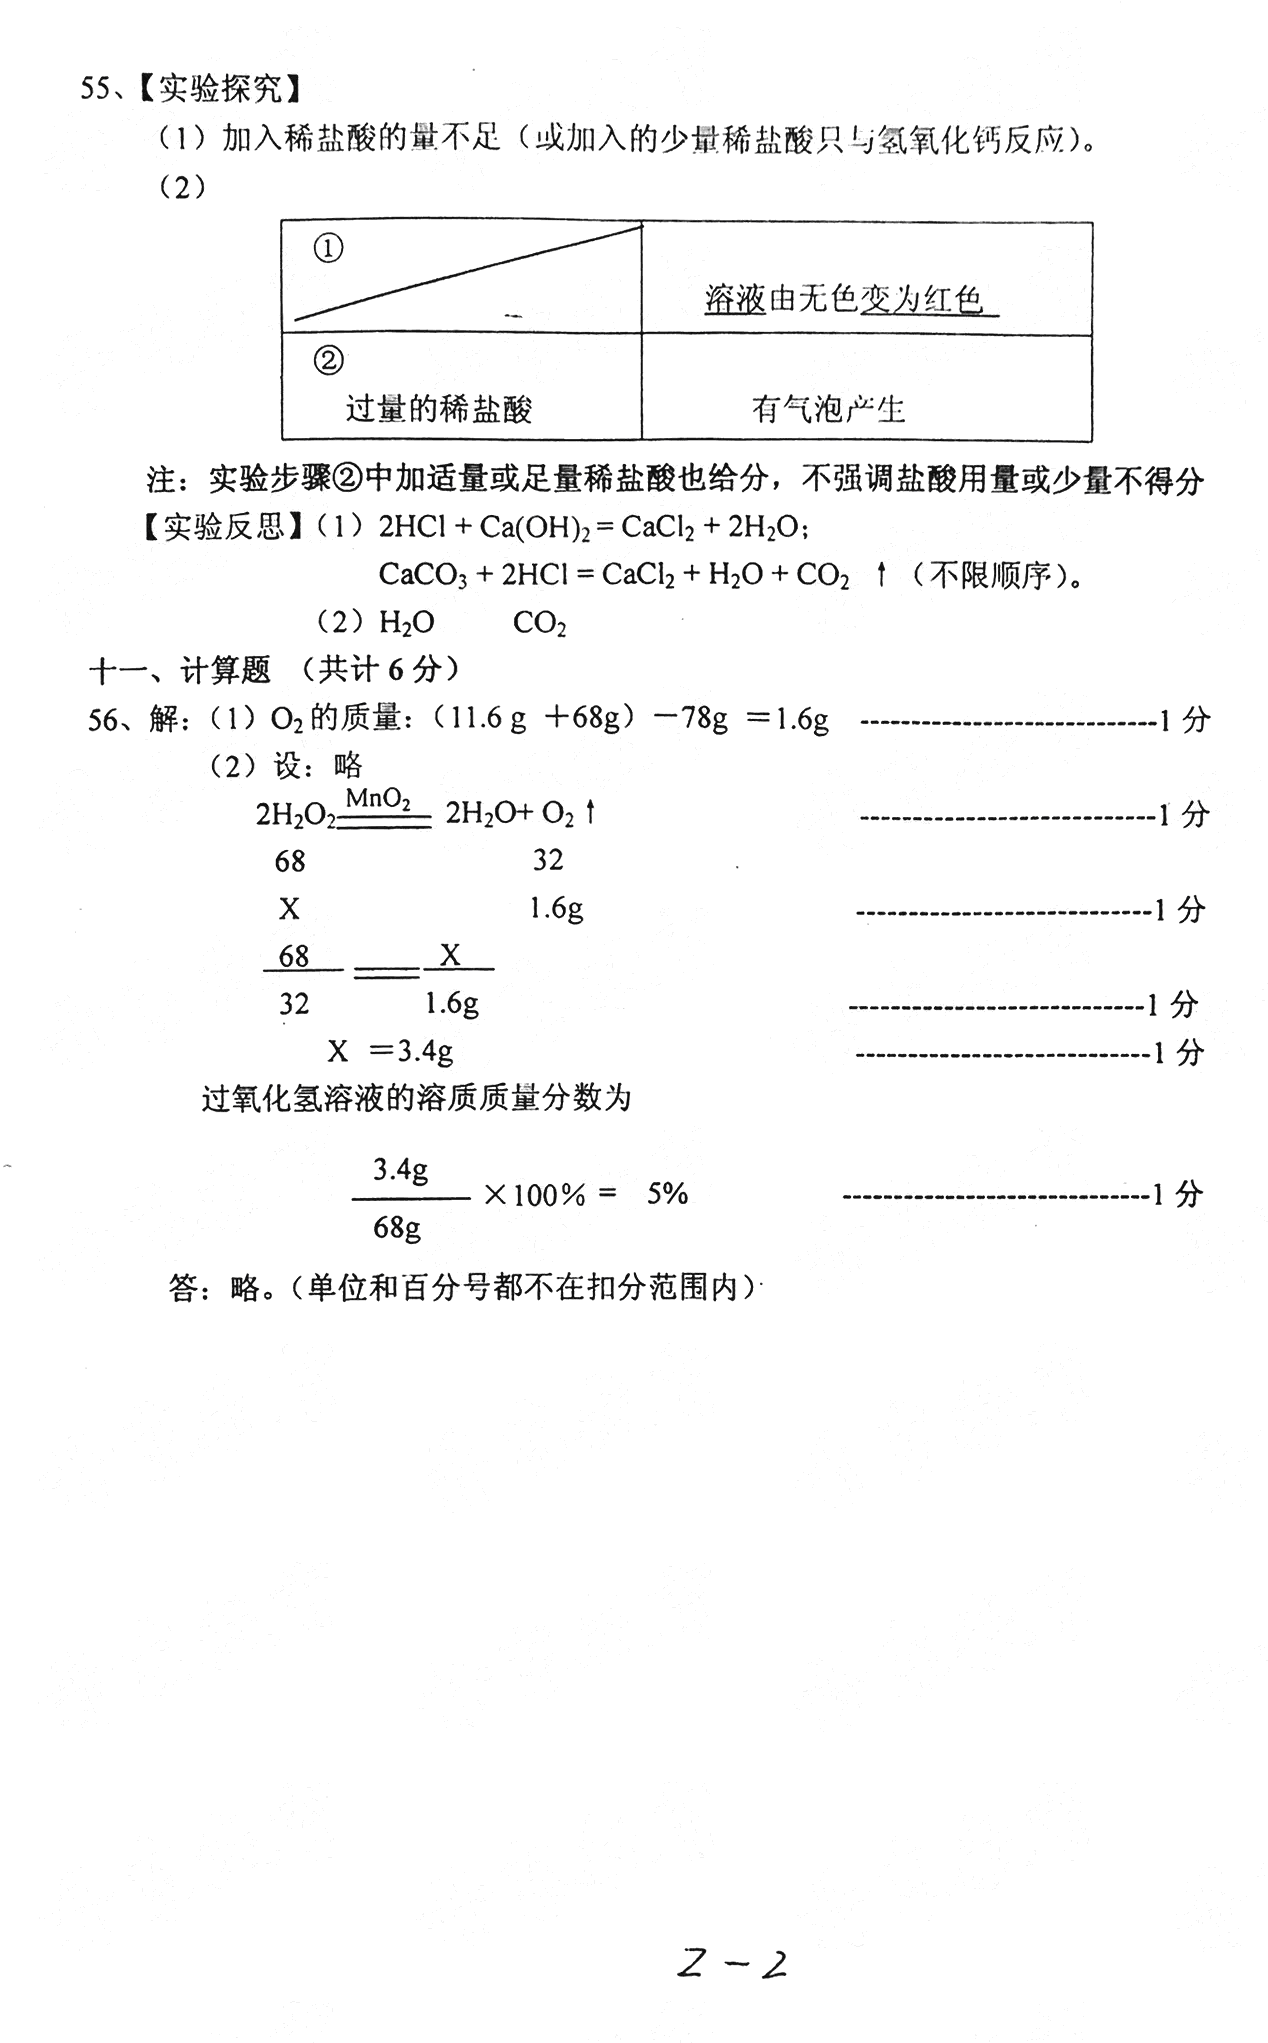 55、【实验探究】
（1）加入稀盐酸的量不足（或加入的少量稀盐酸只与氢氧化钙反应）。
（2）
①
溶液由无色变为红色
②
过量的稀盐酸 有气泡产生
注：实验步骤②中加适量或足量稀盐酸也给分，不强调盐酸用量或少量不得分
【实验反思】（1）2HCl + Ca(OH)₂ = CaCl₂ + 2H₂O；
CaCO₃ + 2HCl = CaCl₂ + H₂O + CO₂ ↑（不限顺序）。
（2）H₂O CO₂
十一、计算题 （共计 6 分）
56、解：（1）O₂的质量：（11.6 g ＋68g）－78g ＝1.6g ----------------------------1 分
（2）设：略
MnO₂
2H₂O₂ ==== 2H₂O+ O₂↑ ----------------------------1 分
68 32
X 1.6g ----------------------------1 分
68 X
══
32 1.6g ----------------------------1 分
X ＝3.4g ----------------------------1 分
过氧化氢溶液的溶质质量分数为
3.4g
×100% = 5% ----------------------------1 分
68g
答：略。（单位和百分号都不在扣分范围内）
2-2